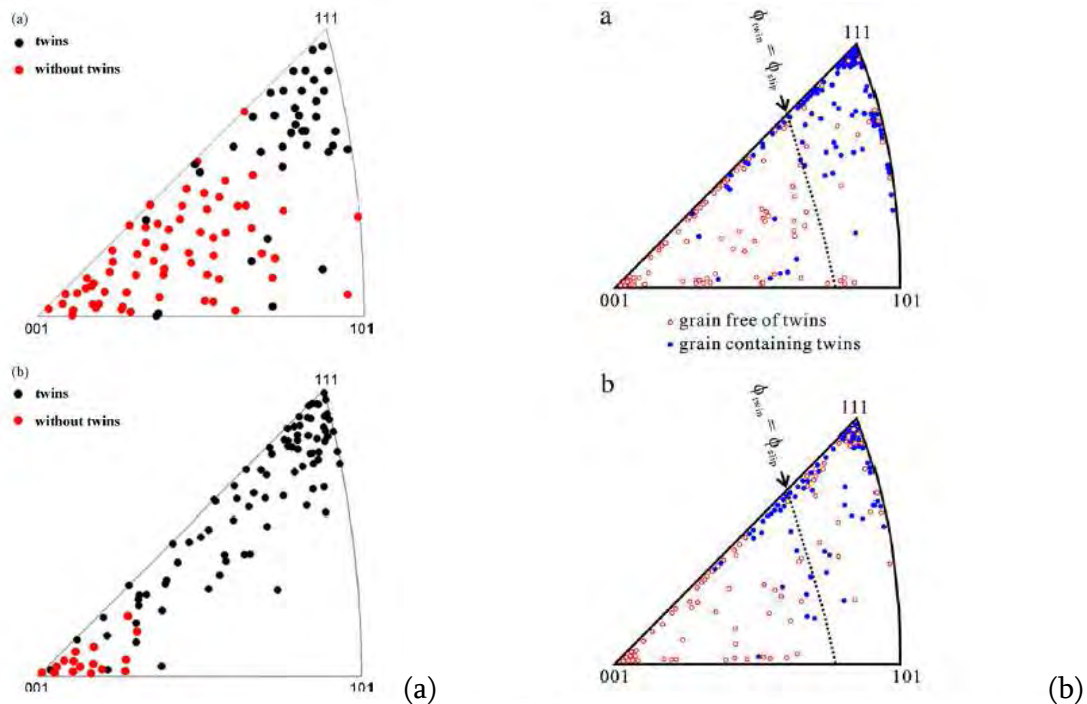 (a)
111
twins
without twins
001
101
(b)
111
twins
without twins
001
101
(a)
a
ϕtwin = ϕslip
111
001
101
grain free of twins
grain containing twins
b
ϕtwin = ϕslip
111
001
101
(b)